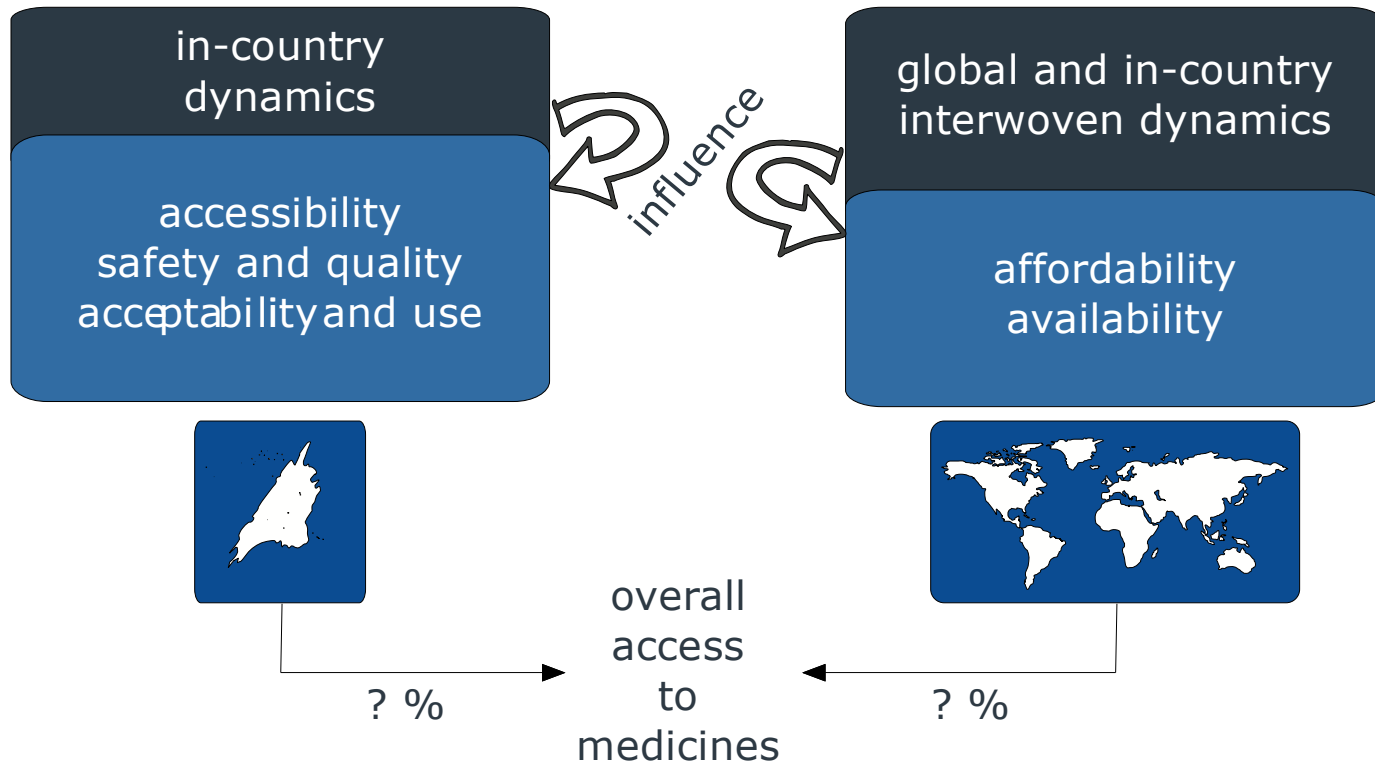 in-country
dynamics
accessibility
safety and quality
acceptability and use
influence
global and in-country
interwoven dynamics
affordability
availability
overall
access
to
medicines
? %
? %